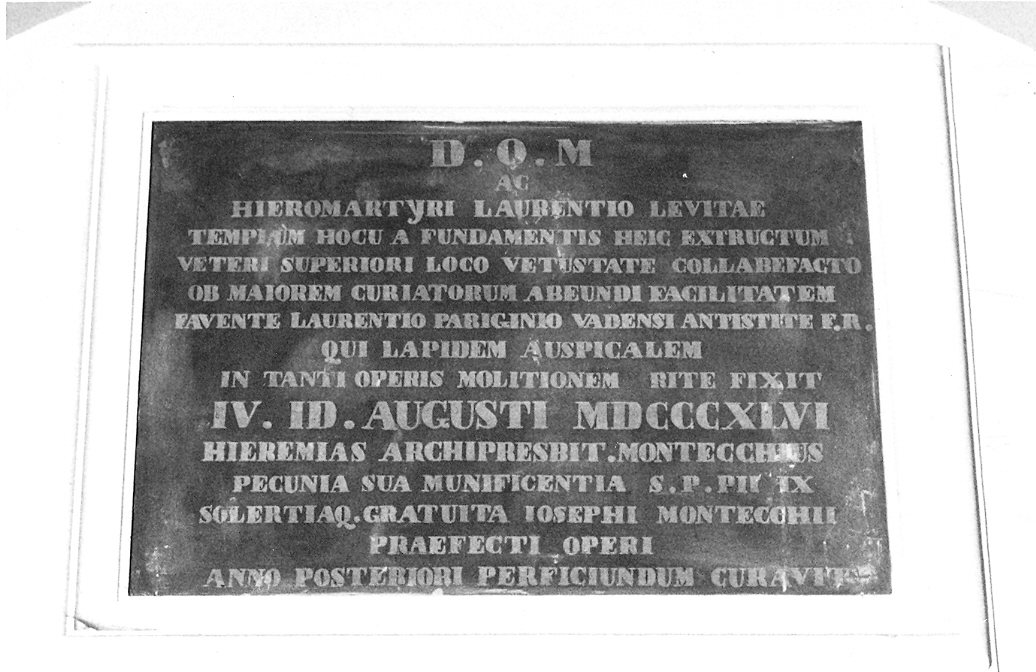 D.O.M
AC
HIEROMARTYRI LAURENTIO LEVITAE
TEMPLUM HOCU A FUNDAMENTIS HEIC EXTRUCTUM
VETERI SUPERIORI LOCO VETUSTATE COLLABEFACTO
OB MAIOREM CURIATORUM ABEUNDI FACILITATEM
FAVENTE LAURENTIO PARIGINIO VADENSI ANTISTITE F.R.
QUI LAPIDEM AUSPICALEM
IN TANTI OPERIS MOLITIONEM RITE FIXIT
IV. ID. AUGUSTI MDCCCXLVI
HIEREMIAS ARCHIPRESBIT.MONTECCHIUS
PECUNIA SUA MUNIFICENTIA S.P.PII IX
SOLERTIAQ.GRATUITA IOSEPHI MONTECCHII
PRAEFECTI OPERI
ANNO POSTERIORI PERFICIUNDUM CURAVIT